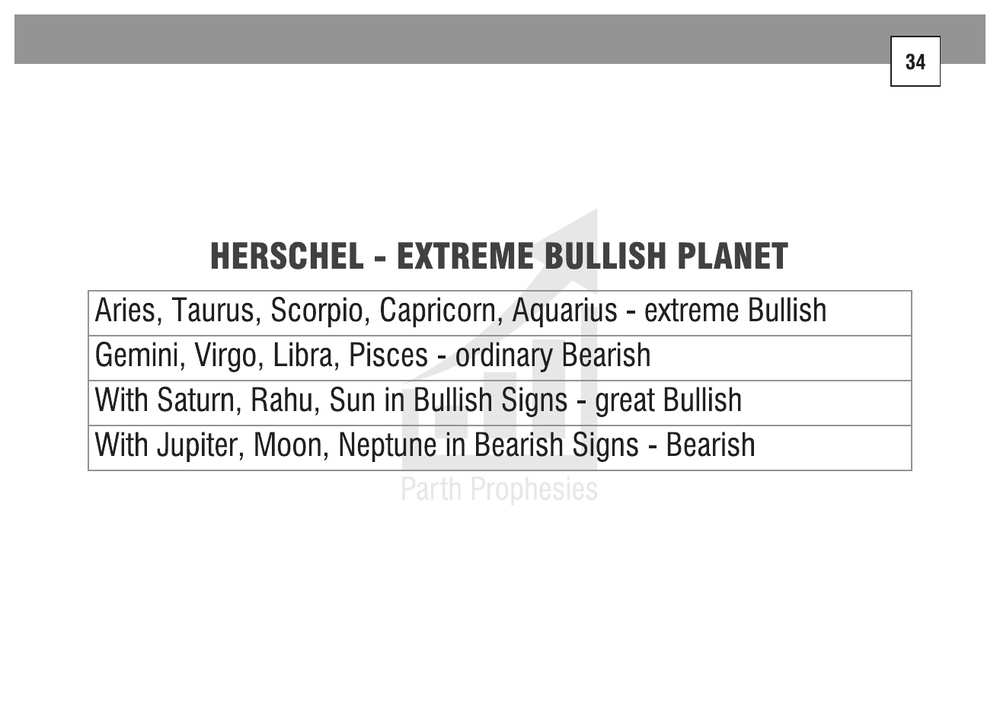 34
HERSCHEL - EXTREME BULLISH PLANET
Aries, Taurus, Scorpio, Capricorn, Aquarius - extreme Bullish
Gemini, Virgo, Libra, Pisces - ordinary Bearish
With Saturn, Rahu, Sun in Bullish Signs - great Bullish
With Jupiter, Moon, Neptune in Bearish Signs - Bearish
Parth Prophesies